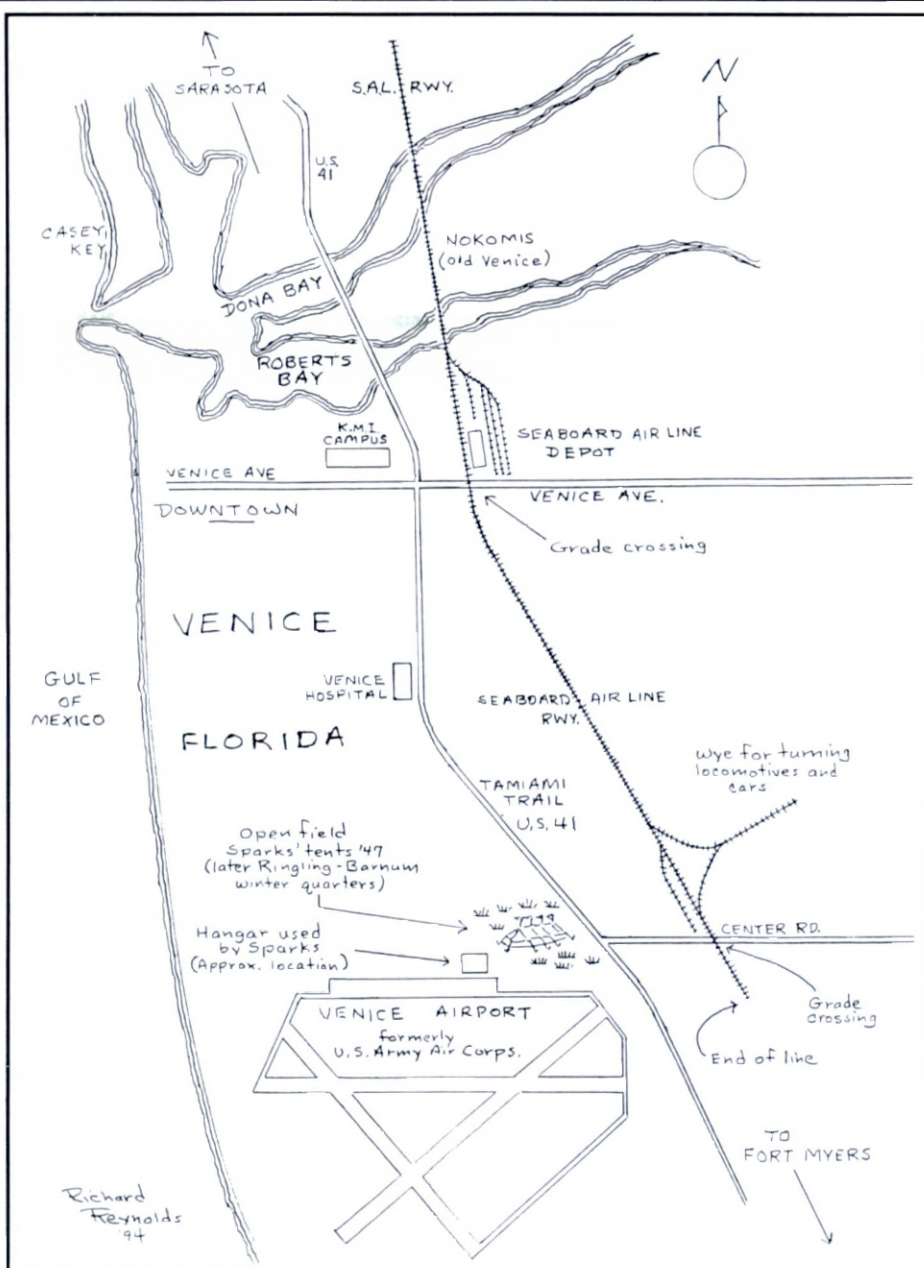 TO
SARASOTA
S.A.L. RWY.
N
U.S.
41
CASEY
KEY
NOKOMIS
(old Venice)
DONA BAY
ROBERTS
BAY
K.M.I.
CAMPUS
SEABOARD AIR LINE
DEPOT
VENICE AVE
VENICE AVE.
DOWNTOWN
Grade crossing
VENICE
GULF
OF
MEXICO
VENICE
HOSPITAL
SEABOARD AIR LINE
RWY.
FLORIDA
Wye for turning
locomotives and
cars
TAMIAMI
TRAIL
U.S. 41
Open field
Sparks' tents '47
(later Ringling-Barnum
winter quarters)
Hangar used
by Sparks
(Approx. location)
CENTER RD.
Grade
crossing
VENICE AIRPORT
formerly
U.S. Army Air Corps.
End of line
TO
FORT MYERS
Richard
Reynolds
'94